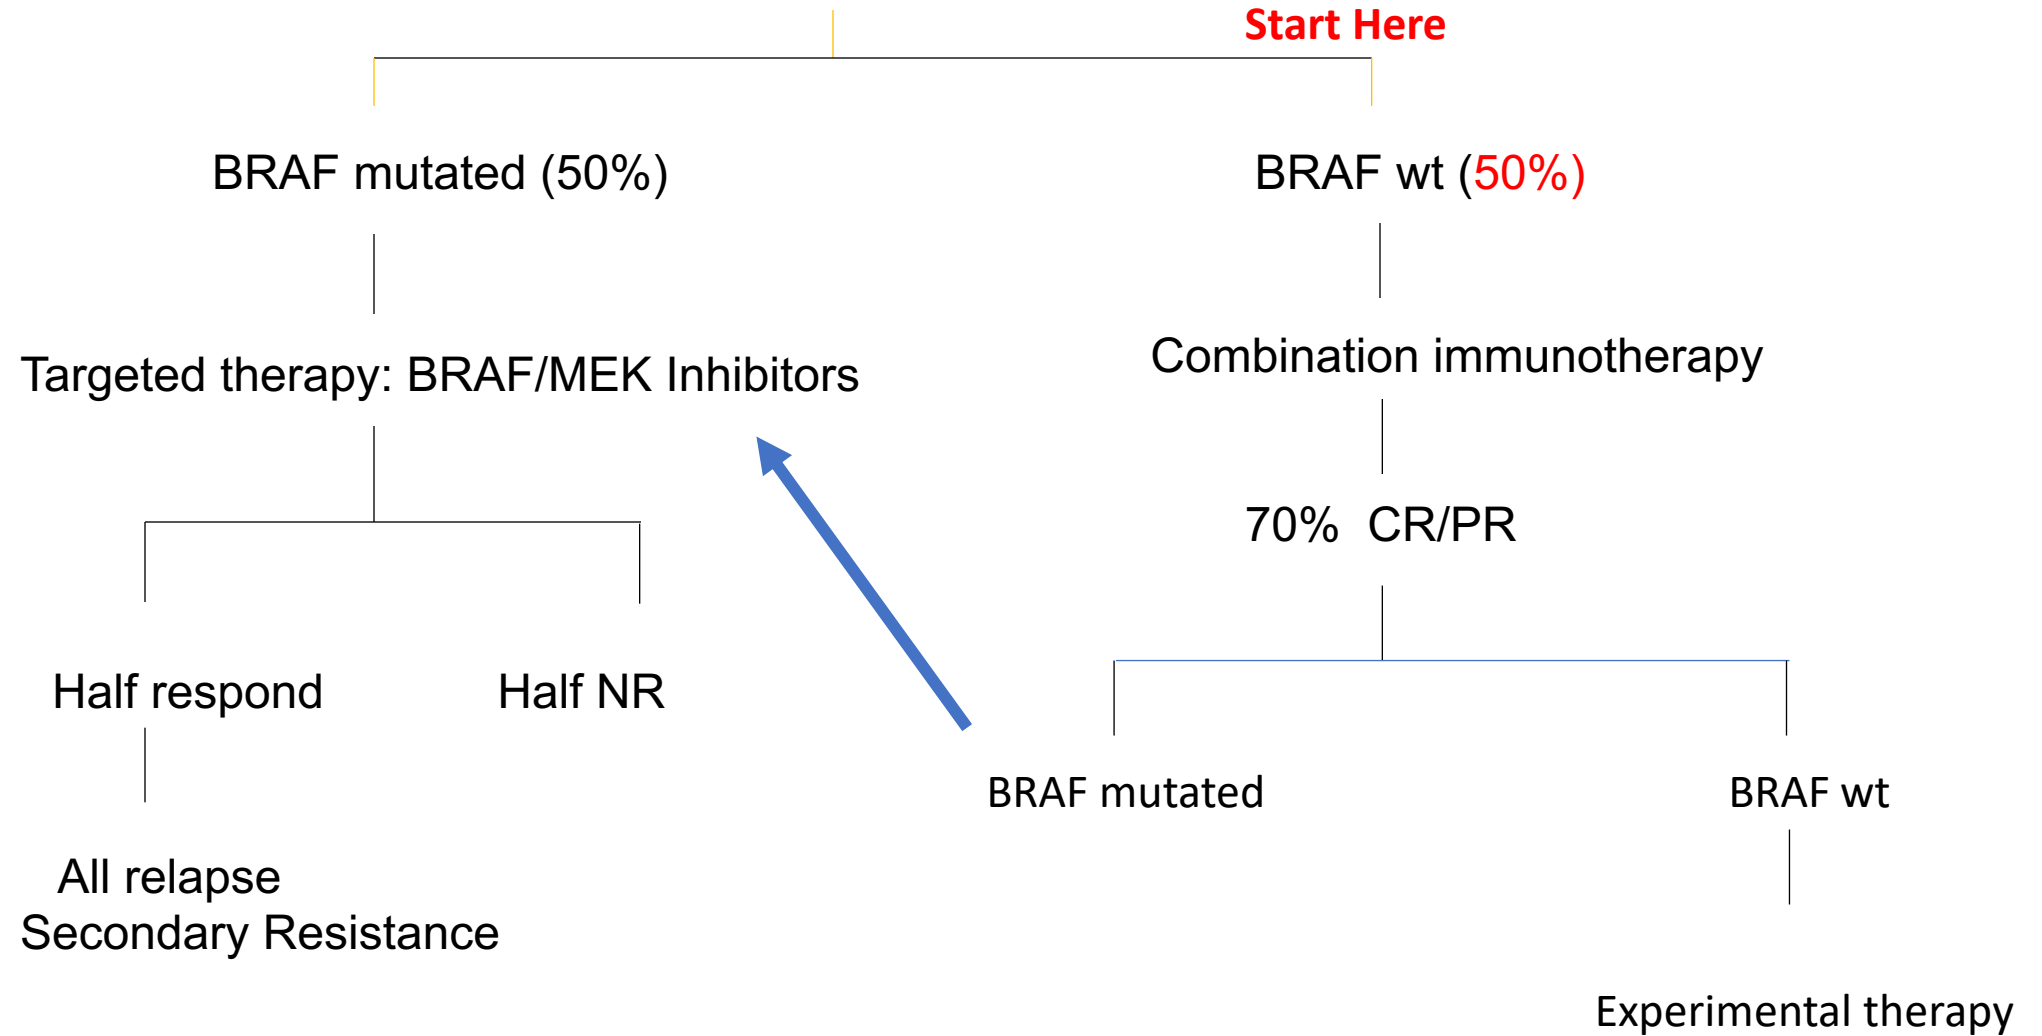 Start Here
BRAF mutated (50%)
BRAF wt (50%)
Targeted therapy: BRAF/MEK Inhibitors
Combination immunotherapy
70% CR/PR
Half respond
Half NR
BRAF mutated
BRAF wt
All relapse
Secondary Resistance
Experimental therapy